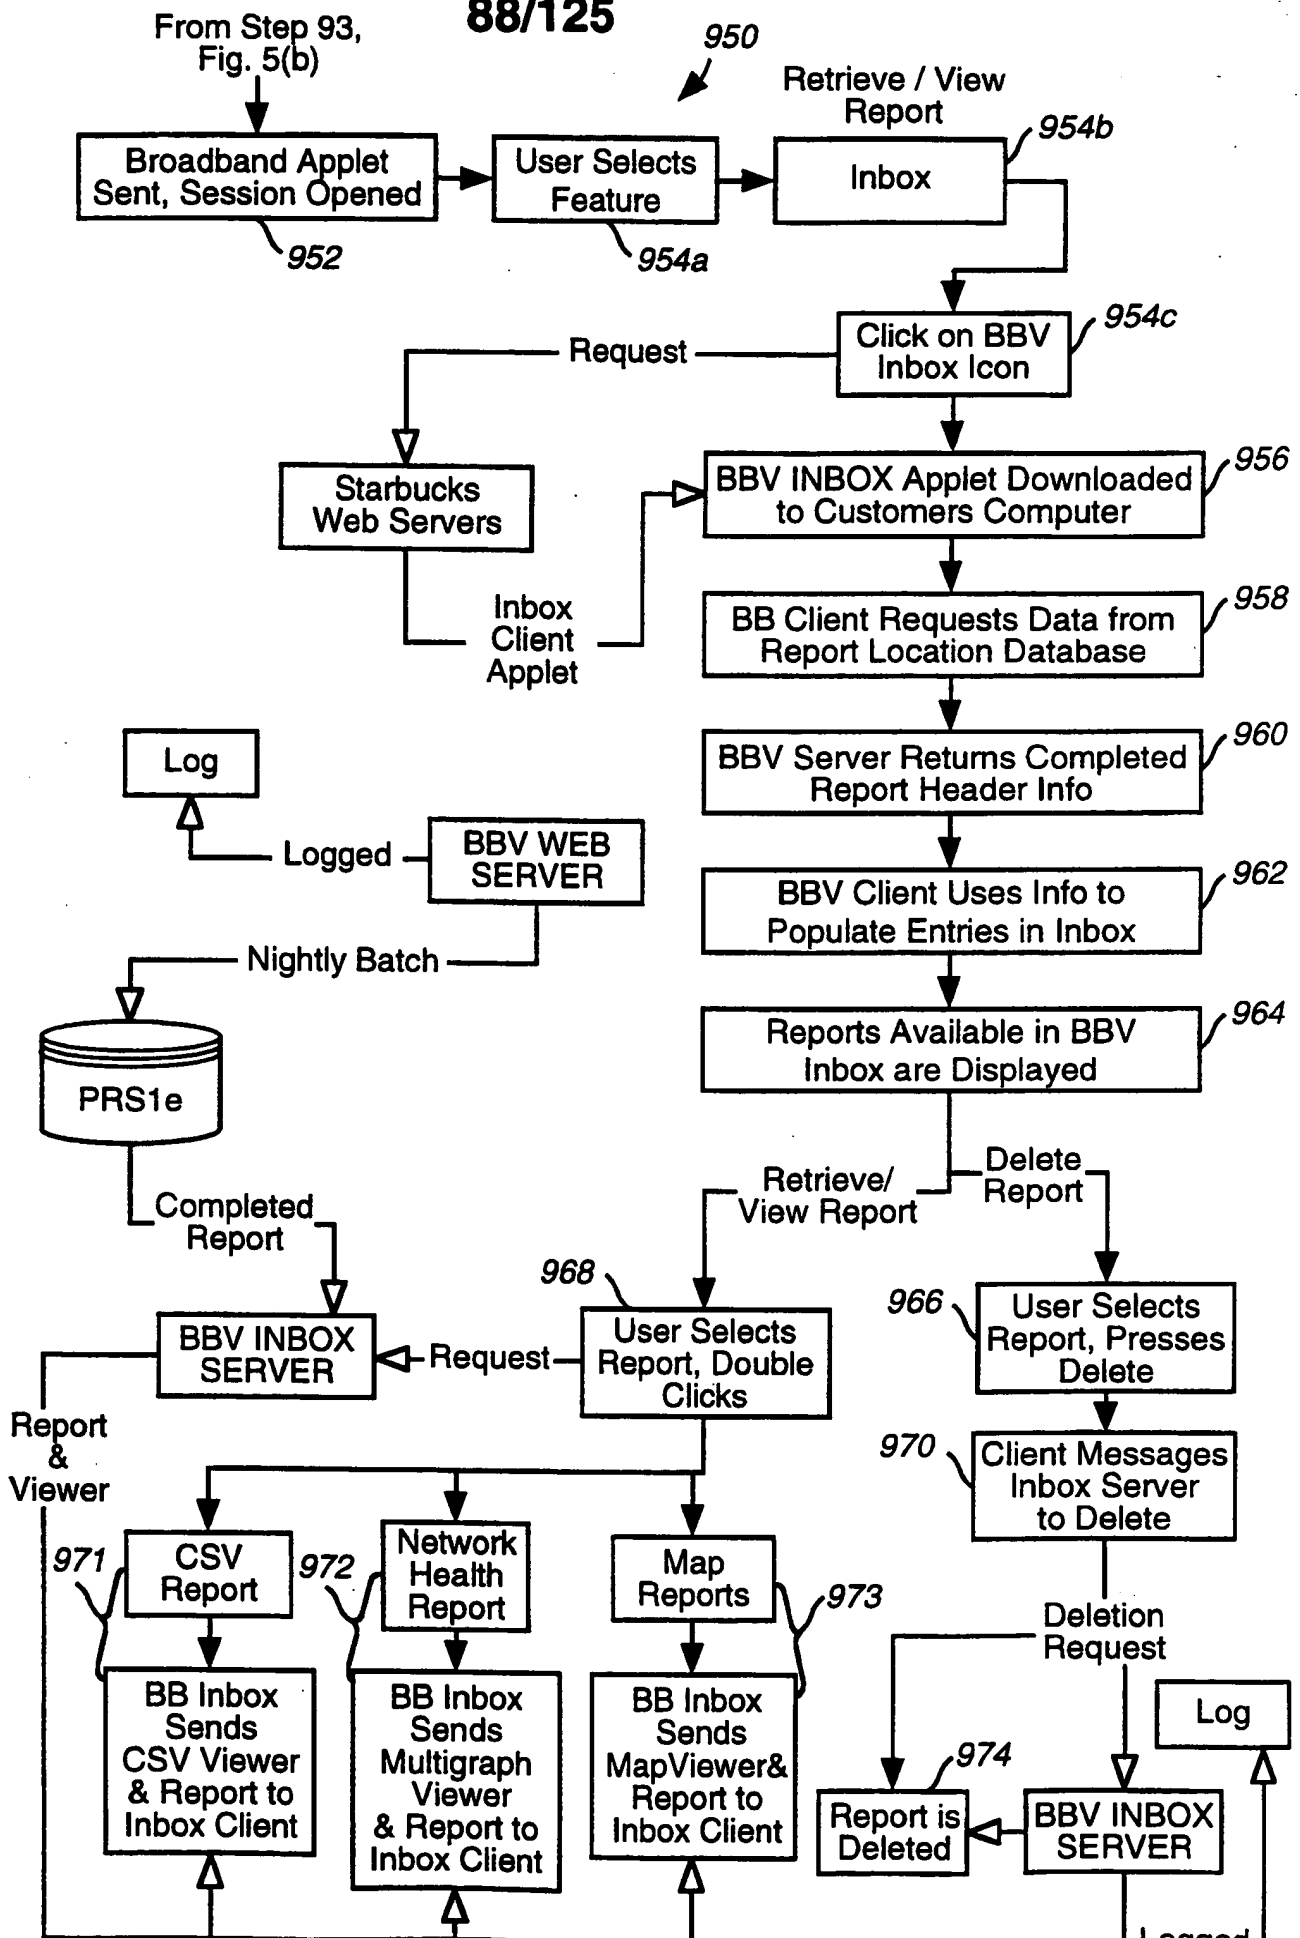 88/125
From Step 93,
Fig. 5(b)
950
Retrieve / View
Report
954b
Broadband Applet
Sent, Session Opened
952
User Selects
Feature
954a
Inbox
Click on BBV
Inbox Icon
954c
Request
Starbucks
Web Servers
BBV INBOX Applet Downloaded
to Customers Computer
956
Inbox
Client
Applet
BB Client Requests Data from
Report Location Database
958
BBV Server Returns Completed
Report Header Info
960
Log
Logged
BBV WEB
SERVER
BBV Client Uses Info to
Populate Entries in Inbox
962
Nightly Batch
Reports Available in BBV
Inbox are Displayed
964
PRS1e
Completed
Report
Retrieve/
View Report
Delete
Report
968
966
BBV INBOX
SERVER
Request
User Selects
Report, Double
Clicks
User Selects
Report, Presses
Delete
Report
&
Viewer
970
Client Messages
Inbox Server
to Delete
971
CSV
Report
972
Network
Health
Report
Map
Reports
973
Deletion
Request
BB Inbox
Sends
CSV Viewer
& Report to
Inbox Client
BB Inbox
Sends
Multigraph
Viewer
& Report to
Inbox Client
BB Inbox
Sends
MapViewer&
Report to
Inbox Client
974
Report is
Deleted
BBV INBOX
SERVER
Log
Logged